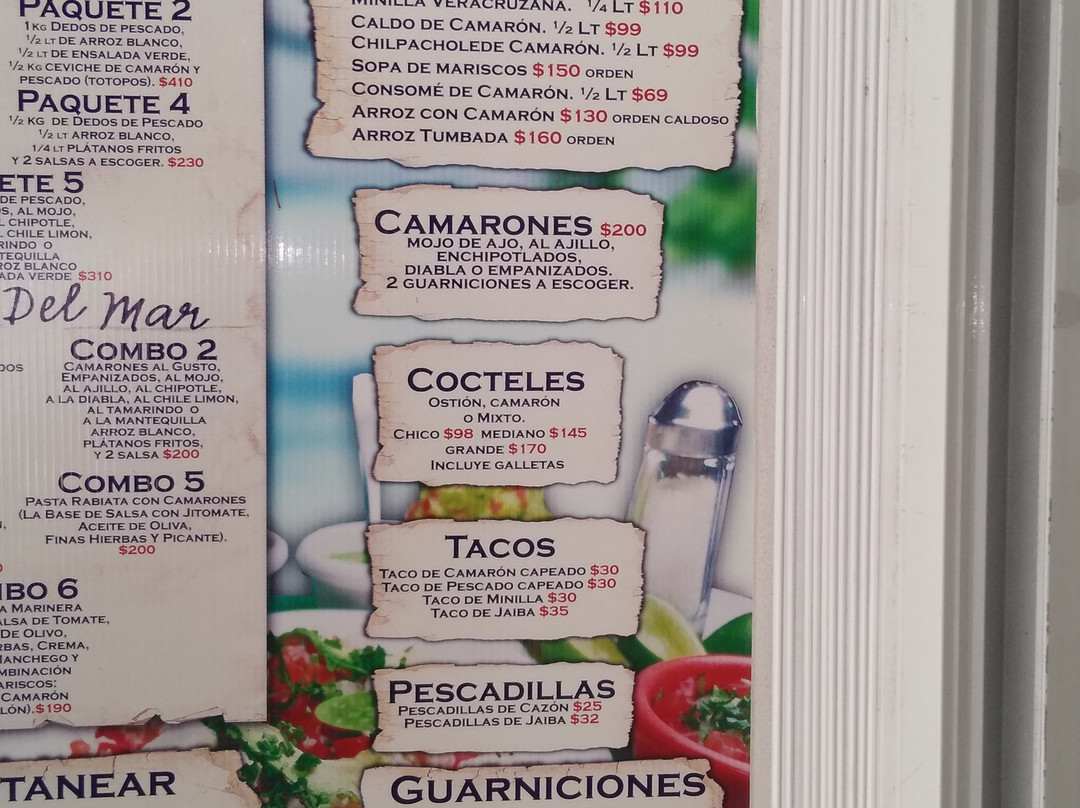 PAQUETE 2
1 KG DEDOS DE PESCADO,
½ LT DE ARROZ BLANCO,
½ LT DE ENSALADA VERDE,
½ KG CEVICHE DE CAMARÓN Y
PESCADO (TOTOPOS). $410
PAQUETE 4
½ KG DE DEDOS DE PESCADO
½ LT ARROZ BLANCO,
1/4 LT PLÁTANOS FRITOS
Y 2 SALSAS A ESCOGER. $230
ETE 5
DE PESCADO,
S, AL MOJO,
CHIPOTLE,
CHILE LIMON,
RINDO O
TEQUILLA
ROZ BLANCO
ADA VERDE $310
Del Mar
DOS
COMBO 2
CAMARONES AL GUSTO,
EMPANIZADOS, AL MOJO,
AL AJILLO, AL CHIPOTLE,
A LA DIABLA, AL CHILE LIMON,
AL TAMARINDO O
A LA MANTEQUILLA
ARROZ BLANCO,
PLÁTANOS FRITOS,
Y 2 SALSA $200
COMBO 5
PASTA RABIATA CON CAMARONES
(LA BASE DE SALSA CON JITOMATE,
ACEITE DE OLIVA,
FINAS HIERBAS Y PICANTE).
$200
MBO 6
A MARINERA
ALSA DE TOMATE,
DE OLIVO,
RBAS, CREMA,
MANCHEGO Y
MBINACIÓN
ARISCOS:
CAMARÓN
LÓN).$190
TANEAR
MINILLA VERACRUZANA. ¼ LT $110
CALDO DE CAMARÓN. ½ LT $99
CHILPACHOLEDE CAMARÓN. ½ LT $99
SOPA DE MARISCOS $150 ORDEN
CONSOMÉ DE CAMARÓN. ½ LT $69
ARROZ CON CAMARÓN $130 ORDEN CALDOSO
ARROZ TUMBADA $160 ORDEN
CAMARONES $200
MOJO DE AJO, AL AJILLO,
ENCHIPOTLADOS,
DIABLA O EMPANIZADOS.
2 GUARNICIONES A ESCOGER.
COCTELES
OSTIÓN, CAMARÓN
O MIXTO.
CHICO $98 MEDIANO $145
GRANDE $170
INCLUYE GALLETAS
TACOS
TACO DE CAMARÓN CAPEADO $30
TACO DE PESCADO CAPEADO $30
TACO DE MINILLA $30
TACO DE JAIBA $35
PESCADILLAS
PESCADILLAS DE CAZÓN $25
PESCADILLAS DE JAIBA $32
GUARNICIONES